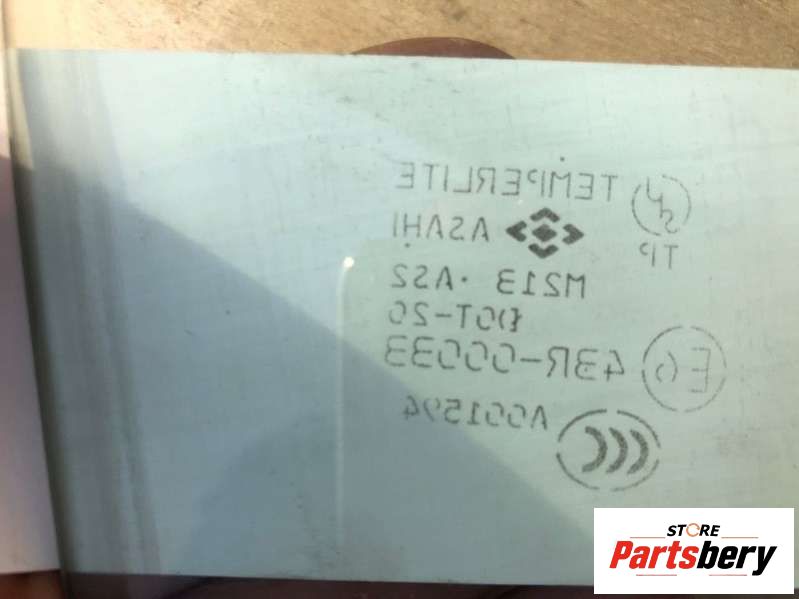 TEMPERLITE
TP
ASAHI
M213 · AS2
DOT-20
E6 43R-00033
CCC A001594
STORE
Partsbery